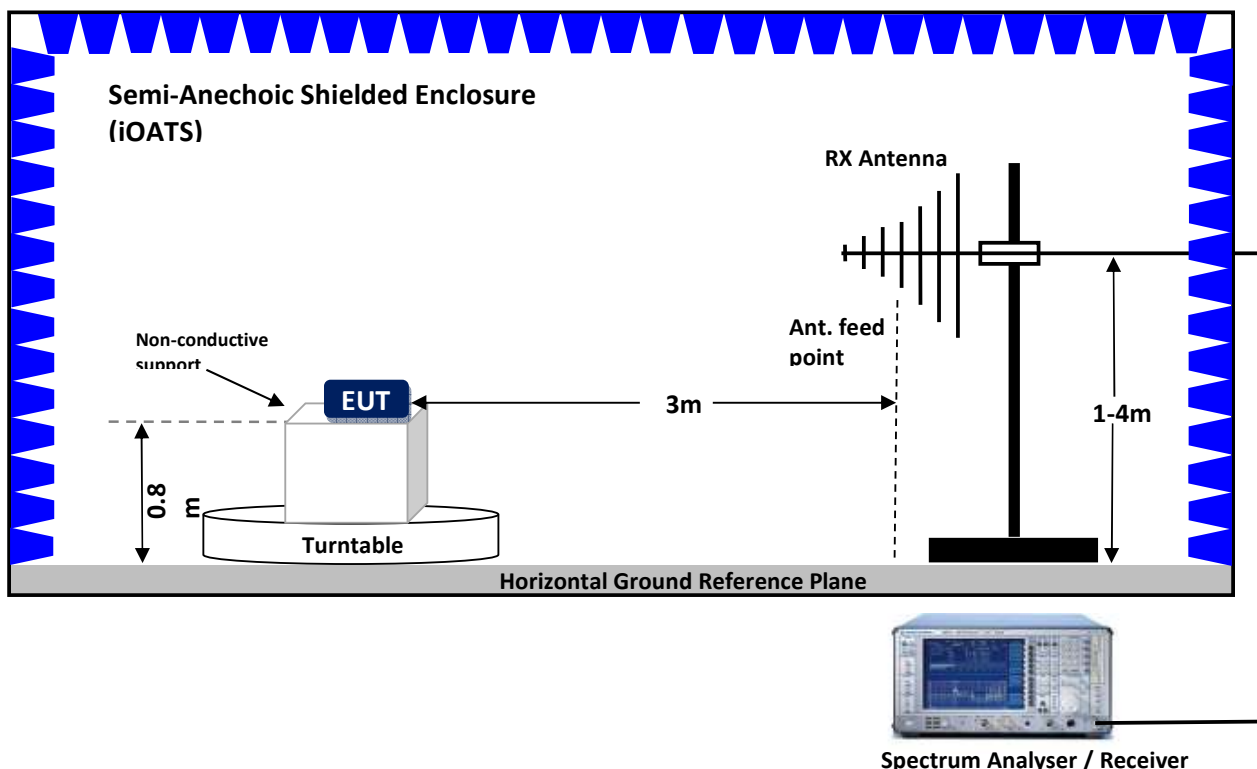 Semi-Anechoic Shielded Enclosure
(iOATS)
RX Antenna
Non-conductive
support
Ant. feed
point
EUT
3m
1-4m
0.8
m
Turntable
Horizontal Ground Reference Plane
Spectrum Analyser / Receiver